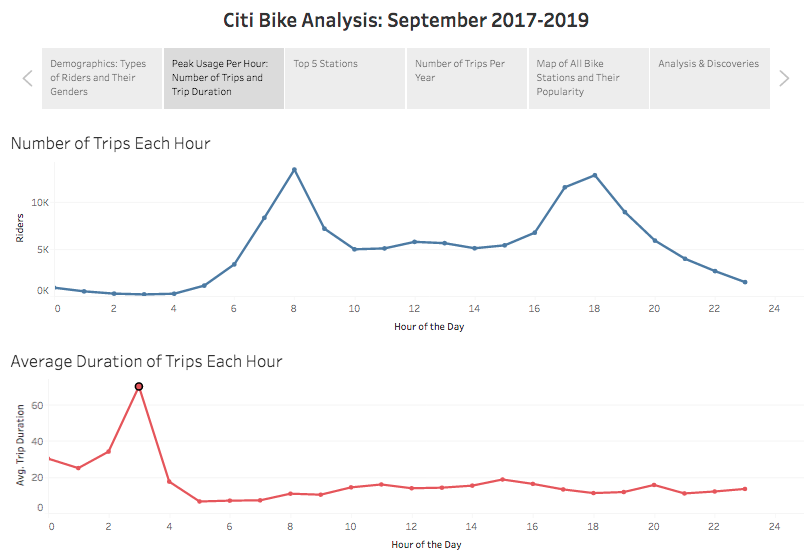 Citi Bike Analysis: September 2017-2019
Demographics: Types
of Riders and Their
Genders
Peak Usage Per Hour:
Number of Trips and
Trip Duration
Top 5 Stations
Number of Trips Per
Year
Map of All Bike
Stations and Their
Popularity
Analysis & Discoveries
Number of Trips Each Hour
Riders
10K
5K
0K
0 2 4 6 8 10 12 14 16 18 20 22 24
Hour of the Day
Average Duration of Trips Each Hour
Avg. Trip Duration
60
40
20
0
0 2 4 6 8 10 12 14 16 18 20 22 24
Hour of the Day